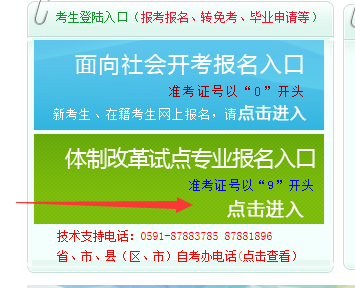 考生登陆入口（报考报名、转免考、毕业申请等）
面向社会开考报名入口
准考证号以“0”开头
新考生、在籍考生网上报名，请点击进入
体制改革试点专业报名入口
准考证号以“9”开头
点击进入
技术支持电话：0591-87883785 87881896
省、市、县（区、市）自考办电话(点击查看)